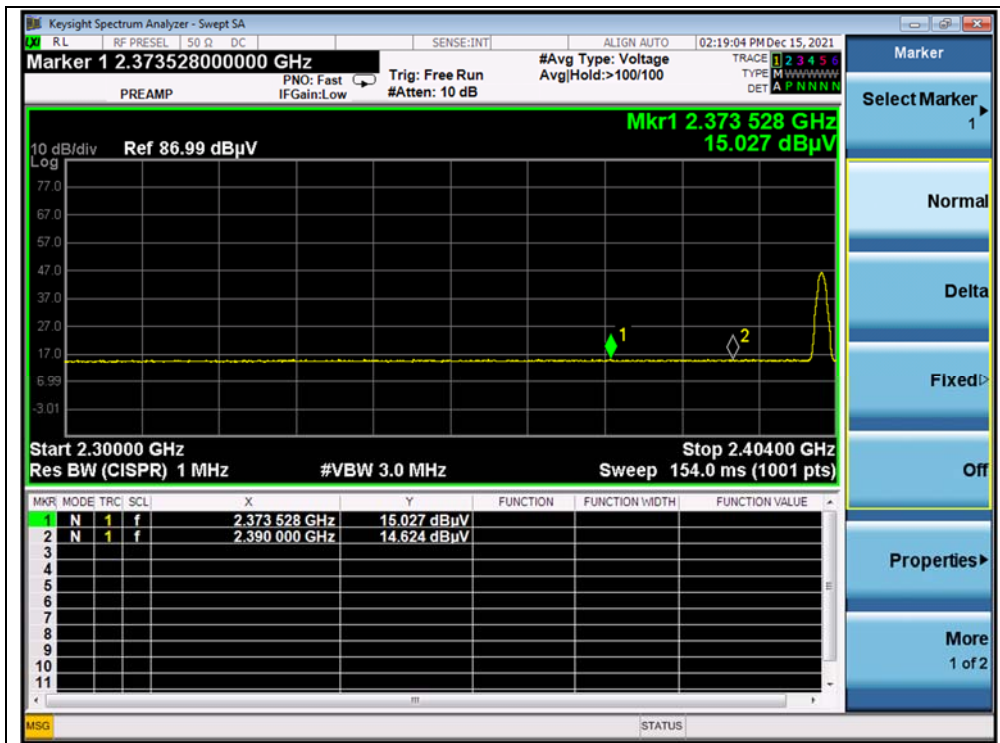 Keysight Spectrum Analyzer - Swept SA
LXI RL RF PRESEL 50 Ω DC SENSE:INT ALIGN AUTO 02:19:04 PM Dec 15, 2021
Marker 1 2.373528000000 GHz
PREAMP
PNO: Fast
IFGain:Low
Trig: Free Run
#Atten: 10 dB
#Avg Type: Voltage
Avg|Hold:>100/100
TRACE 1 2 3 4 5 6
TYPE M WWWWW
DET A P N N N N
Mkr1 2.373 528 GHz
15.027 dBµV
10 dB/div Ref 86.99 dBµV
Log
77.0
67.0
57.0
47.0
37.0
27.0
17.0
6.99
-3.01
1
2
Start 2.30000 GHz Stop 2.40400 GHz
Res BW (CISPR) 1 MHz #VBW 3.0 MHz Sweep 154.0 ms (1001 pts)
MKR MODE TRC SCL X Y FUNCTION FUNCTION WIDTH FUNCTION VALUE
1 N 1 f 2.373 528 GHz 15.027 dBµV
2 N 1 f 2.390 000 GHz 14.624 dBµV
3
4
5
6
7
8
9
10
11
MSG STATUS
Marker
Select Marker
1
Normal
Delta
Fixed
Off
Properties
More
1 of 2